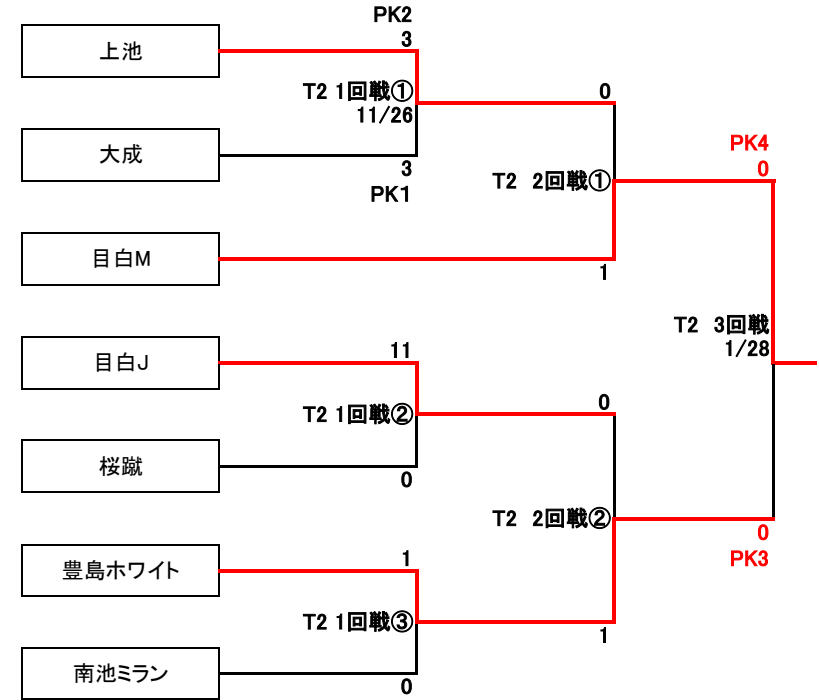 PK2
上池
3
T2 1回戦①
11/26
0
大成
3
PK1
PK4
0
T2 2回戦①
目白M
1
T2 3回戦
1/28
目白J
11
0
T2 1回戦②
桜蹴
0
T2 2回戦②
0
PK3
豊島ホワイト
1
T2 1回戦③
1
南池ミラン
0